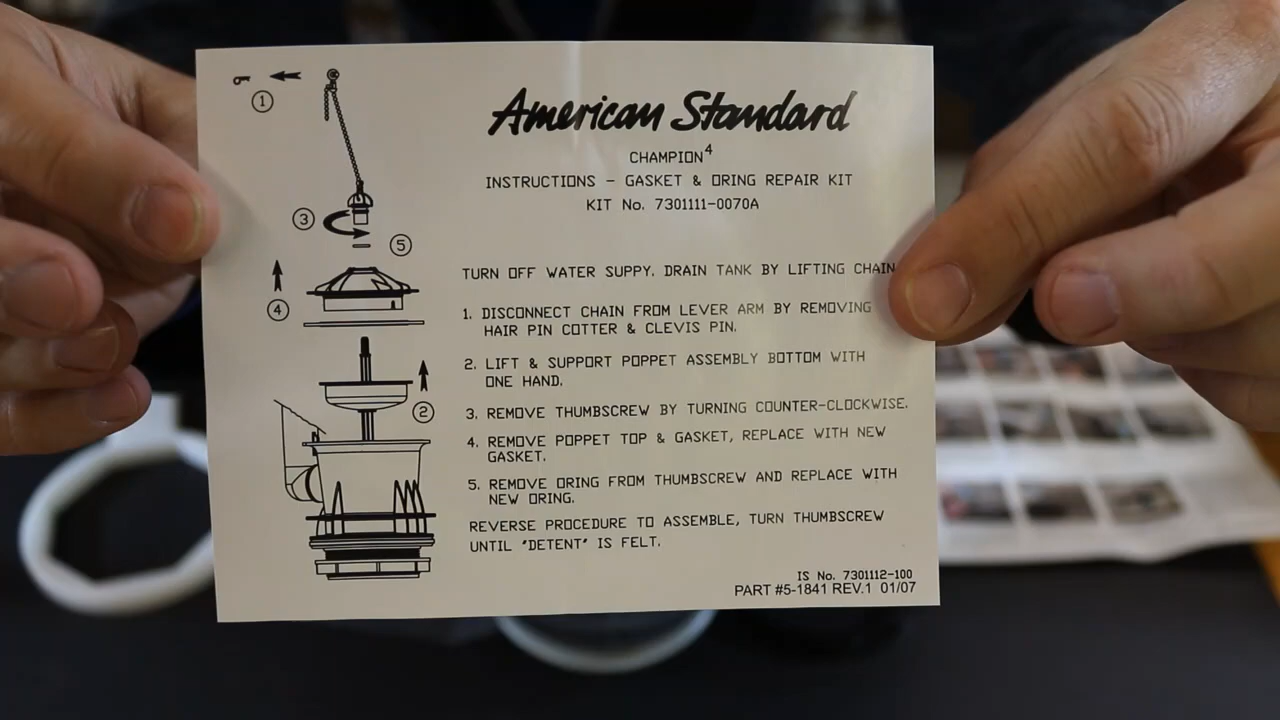 American Standard
CHAMPION4
INSTRUCTIONS - GASKET & ORING REPAIR KIT
KIT No. 7301111-0070A
TURN OFF WATER SUPPY. DRAIN TANK BY LIFTING CHAIN
1. DISCONNECT CHAIN FROM LEVER ARM BY REMOVING
HAIR PIN COTTER & CLEVIS PIN.
2. LIFT & SUPPORT POPPET ASSEMBLY BOTTOM WITH
ONE HAND.
3. REMOVE THUMBSCREW BY TURNING COUNTER-CLOCKWISE.
4. REMOVE POPPET TOP & GASKET, REPLACE WITH NEW
GASKET.
5. REMOVE ORING FROM THUMBSCREW AND REPLACE WITH
NEW ORING.
REVERSE PROCEDURE TO ASSEMBLE, TURN THUMBSCREW
UNTIL "DETENT" IS FELT.
IS No. 7301112-100
PART #5-1841 REV.1 01/07
1
3
5
4
2